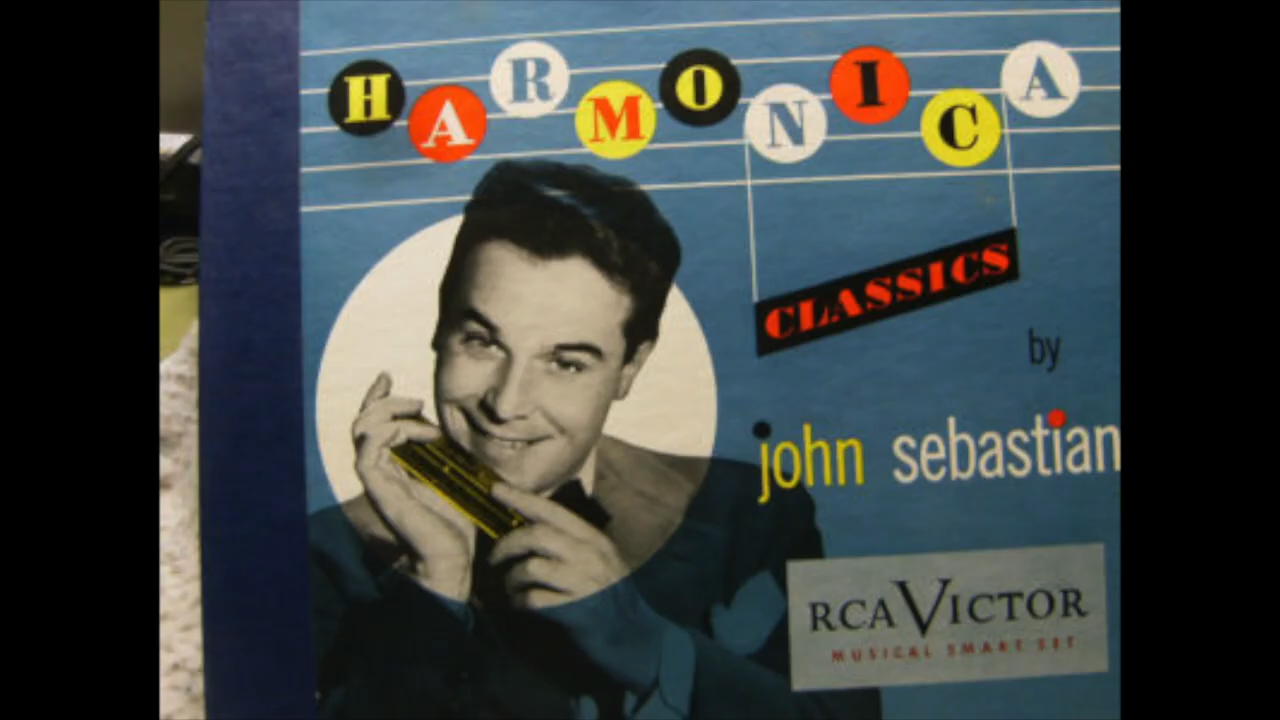 HARMONICA
CLASSICS
by
john sebastian
RCA VICTOR
MUSICAL SMART SET